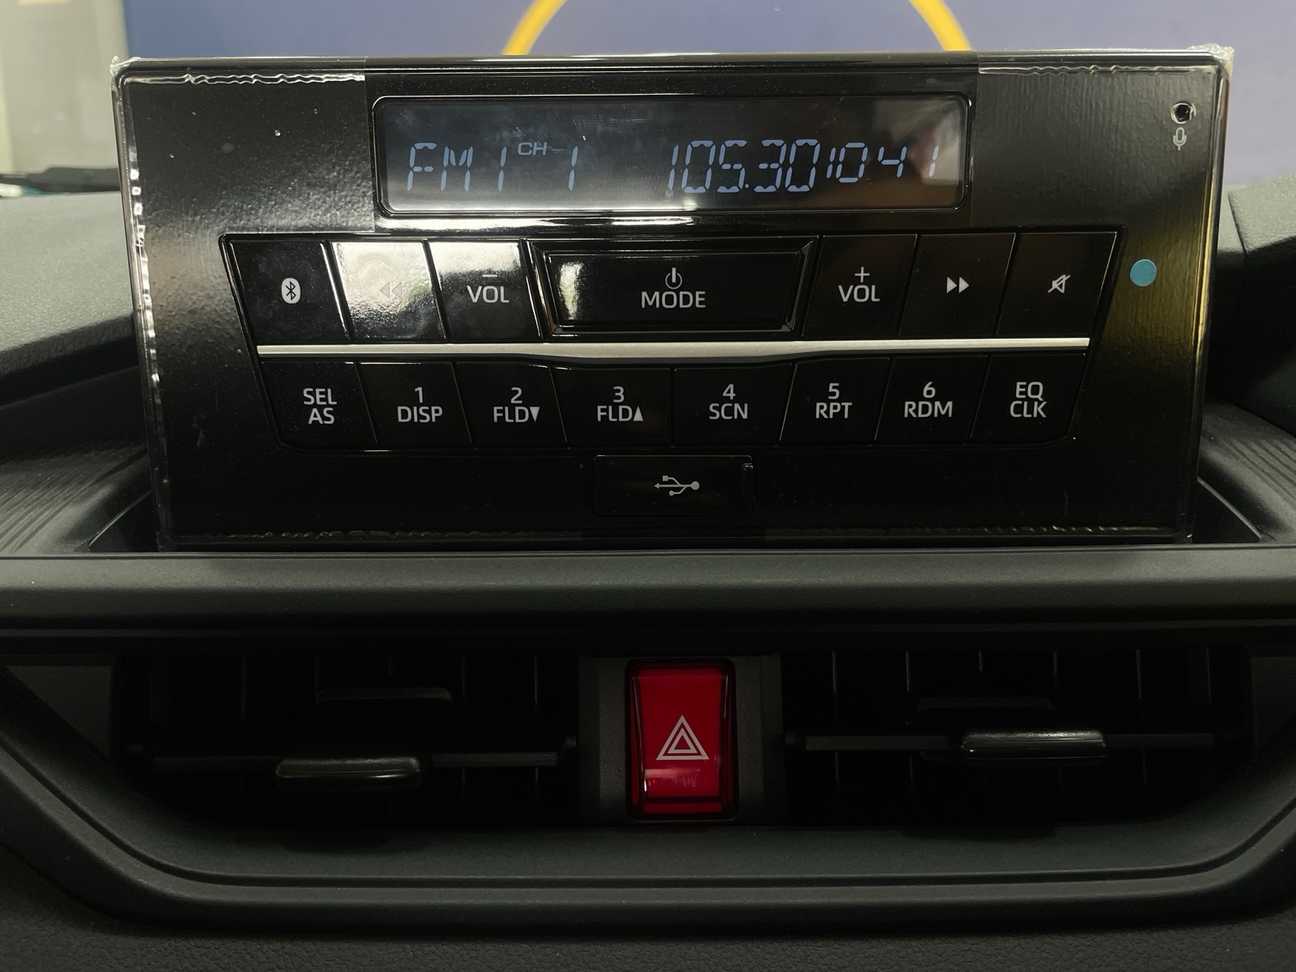 FM1 CH 1 105.30 10 41
- VOL
MODE
+ VOL
SEL AS
1 DISP
2 FLD▼
3 FLD▲
4 SCN
5 RPT
6 RDM
EQ CLK